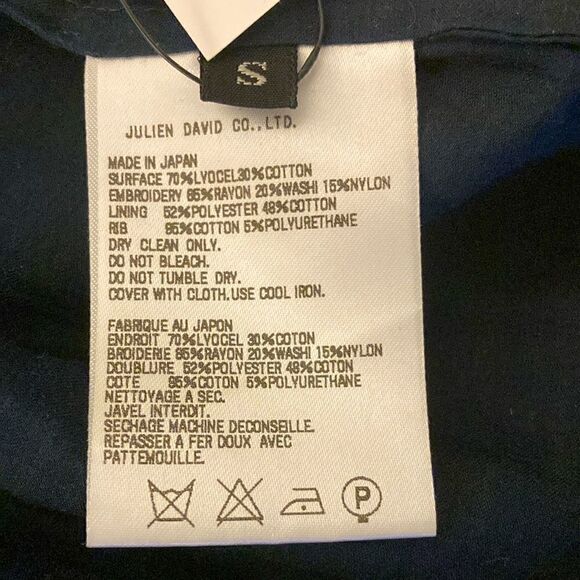 S
JULIEN DAVID CO.,LTD.
MADE IN JAPAN
SURFACE 70%LYOCEL30%COTTON
EMBROIDERY 65%RAYON 20%WASHI 15%NYLON
LINING 52%POLYESTER 48%COTTON
RIB 95%COTTON 5%POLYURETHANE
DRY CLEAN ONLY.
DO NOT BLEACH.
DO NOT TUMBLE DRY.
COVER WITH CLOTH.USE COOL IRON.
FABRIQUE AU JAPON
ENDROIT 70%LYOCEL 30%COTON
BRODERIE 65%RAYON 20%WASHI 15%NYLON
DOUBLURE 52%POLYESTER 48%COTON
COTE 95%COTON 5%POLYURETHANE
NETTOYAGE A SEC.
JAVEL INTERDIT.
SECHAGE MACHINE DECONSEILLE.
REPASSER A FER DOUX AVEC
PATTEMOUILLE.
P